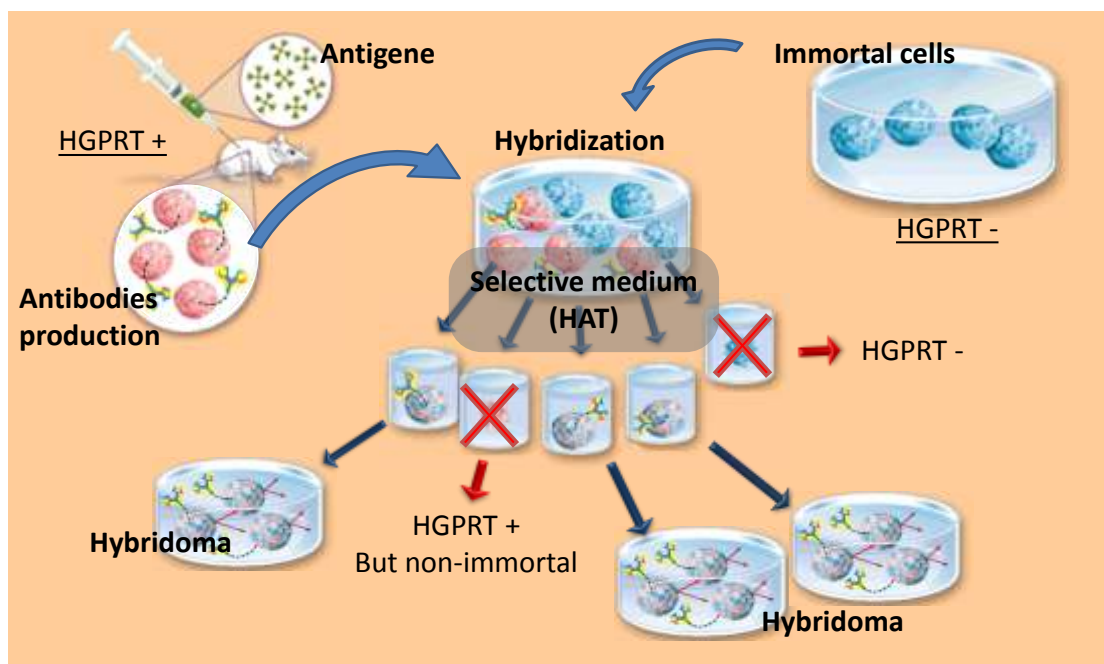 Antigene
Immortal cells
HGPRT +
Hybridization
HGPRT -
Antibodies
production
Selective medium
(HAT)
HGPRT -
Hybridoma
HGPRT +
But non-immortal
Hybridoma